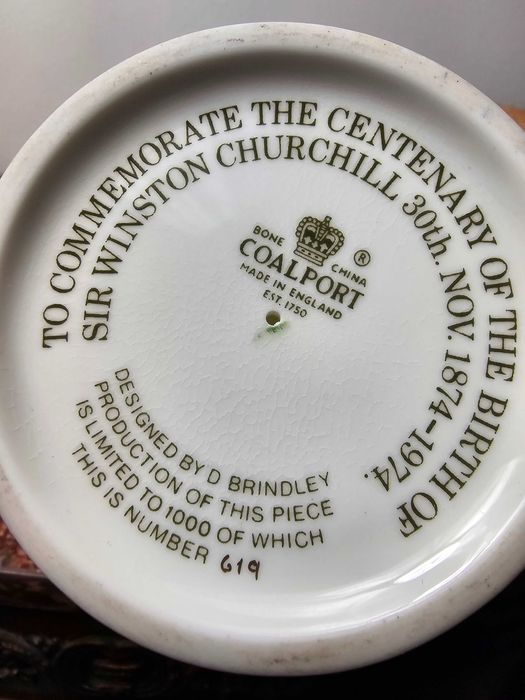 TO COMMEMORATE THE CENTENARY OF THE BIRTH OF
SIR WINSTON CHURCHILL 30th. NOV. 1874-1974.
BONE CHINA ®
COALPORT
MADE IN ENGLAND
EST. 1750
DESIGNED BY D BRINDLEY
PRODUCTION OF THIS PIECE
IS LIMITED TO 1000 OF WHICH
THIS IS NUMBER 619